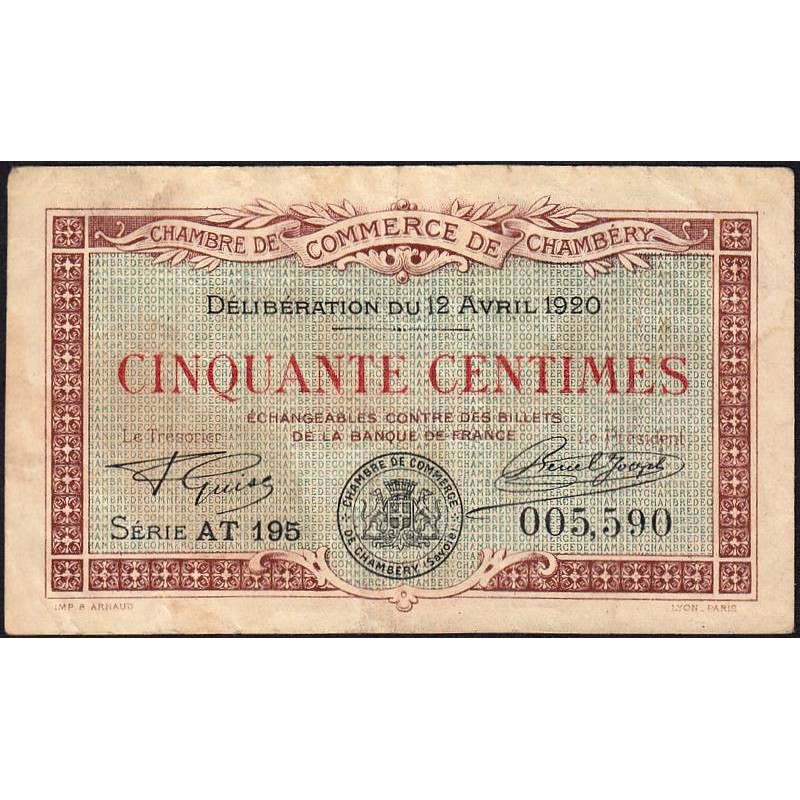 CHAMBRE DE COMMERCE DE CHAMBÉRY
DÉLIBÉRATION DU 12 AVRIL 1920
CINQUANTE CENTIMES
ÉCHANGEABLES CONTRE DES BILLETS
DE LA BANQUE DE FRANCE
Le Trésorier
Le Président
SÉRIE AT 195
CHAMBRE DE COMMERCE
DE CHAMBÉRY (Savoie)
005,590
IMP. B ARNAUD
LYON_PARIS